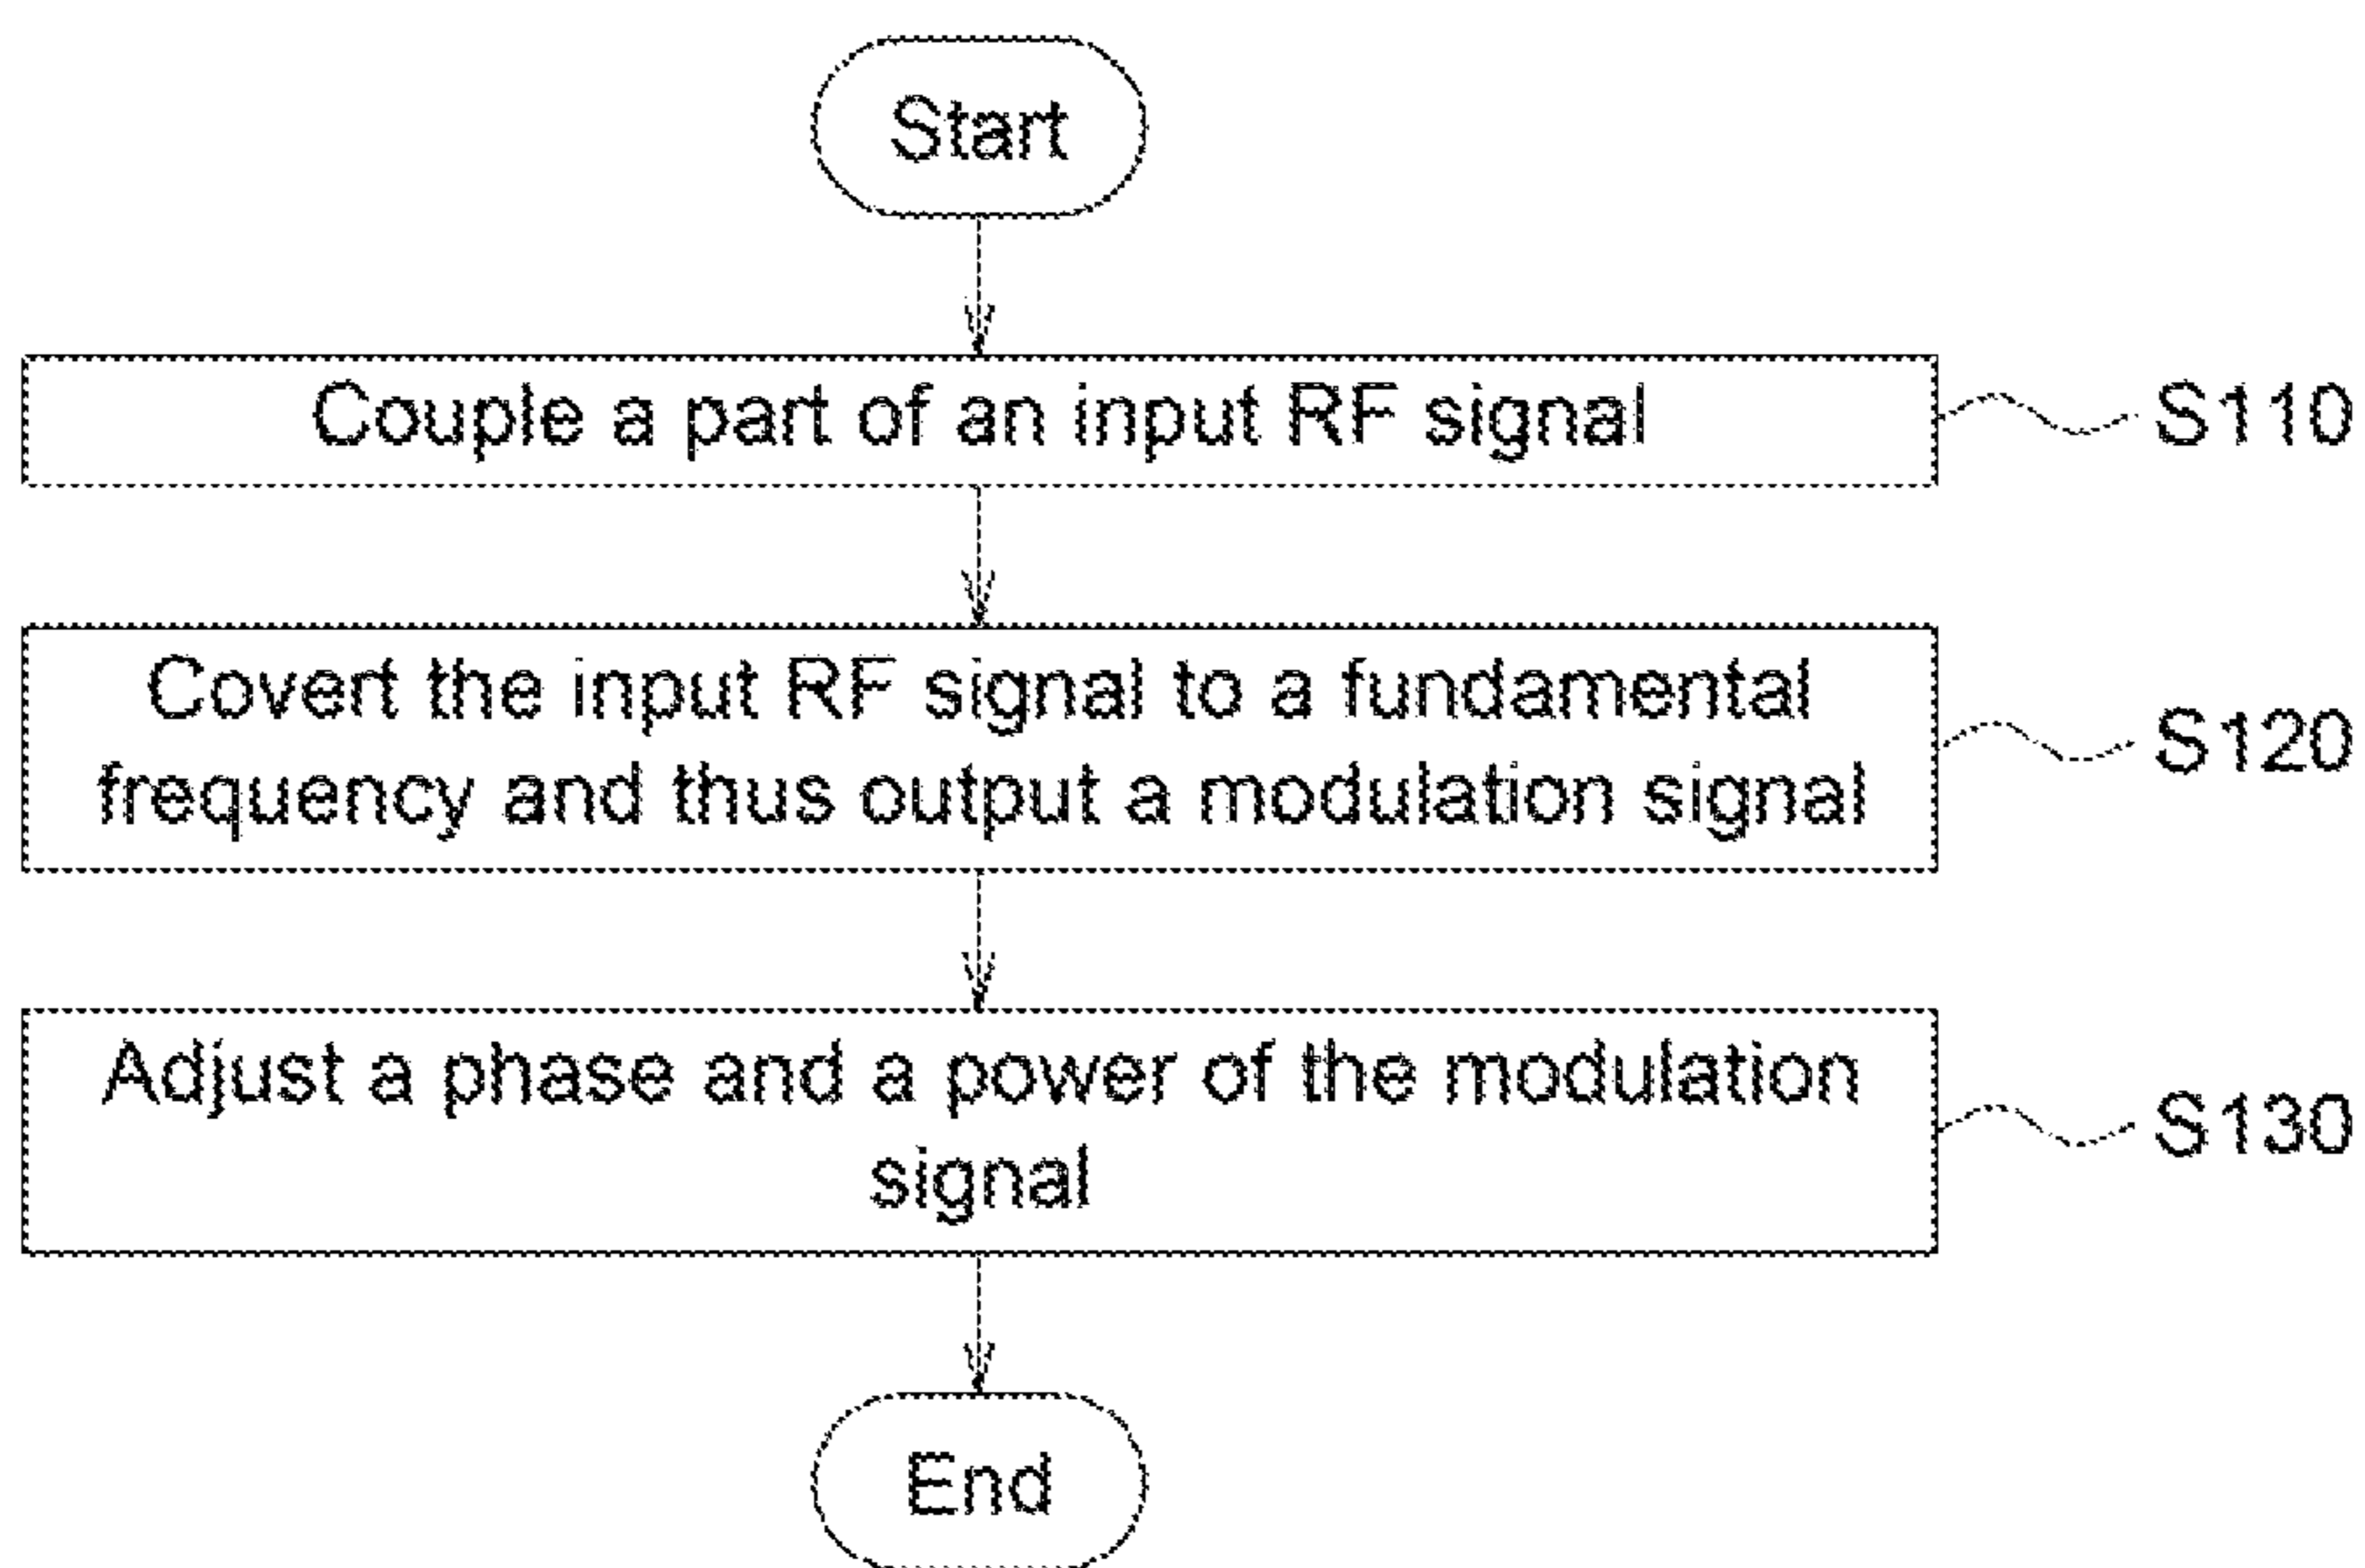 Start
Couple a part of an input RF signal
S110
Covert the input RF signal to a fundamental
frequency and thus output a modulation signal
S120
Adjust a phase and a power of the modulation
signal
S130
End